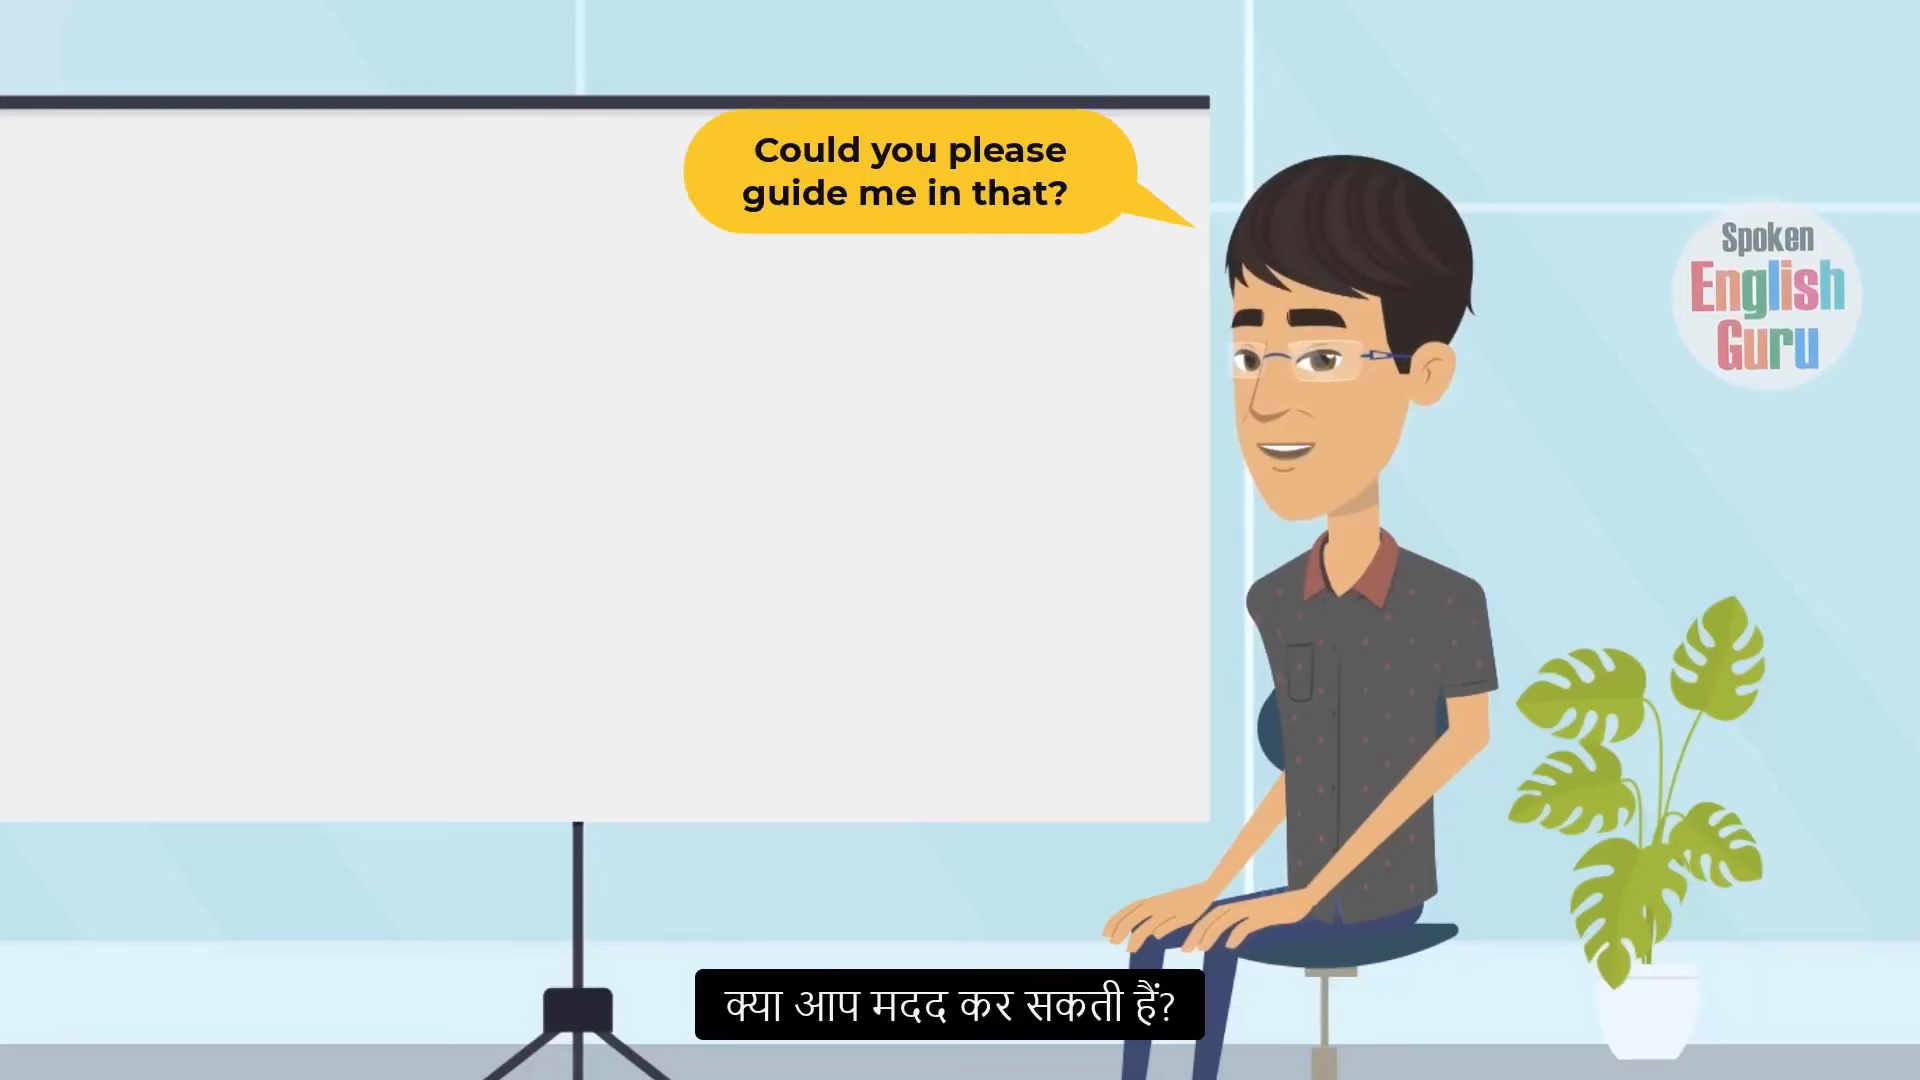 Could you please
guide me in that?
Spoken
English
Guru
क्या आप मदद कर सकती हैं?